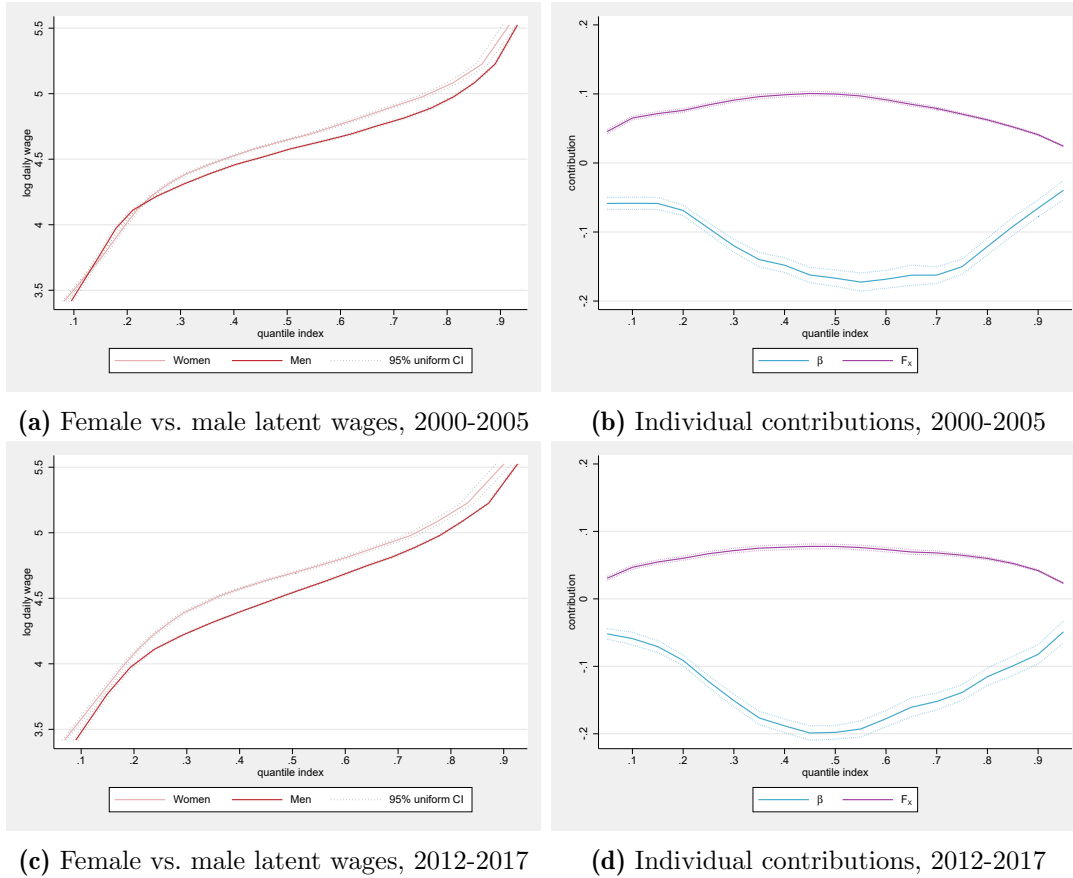 5.5
5
4.5
4
3.5
log daily wage
.1 .2 .3 .4 .5 .6 .7 .8 .9
quantile index
Women Men 95% uniform CI
.2
.1
0
-.1
-.2
contribution
.1 .2 .3 .4 .5 .6 .7 .8 .9
quantile index
β Fx
(a) Female vs. male latent wages, 2000-2005
(b) Individual contributions, 2000-2005
5.5
5
4.5
4
3.5
log daily wage
.1 .2 .3 .4 .5 .6 .7 .8 .9
quantile index
Women Men 95% uniform CI
.2
.1
0
-.1
-.2
contribution
.1 .2 .3 .4 .5 .6 .7 .8 .9
quantile index
β Fx
(c) Female vs. male latent wages, 2012-2017
(d) Individual contributions, 2012-2017